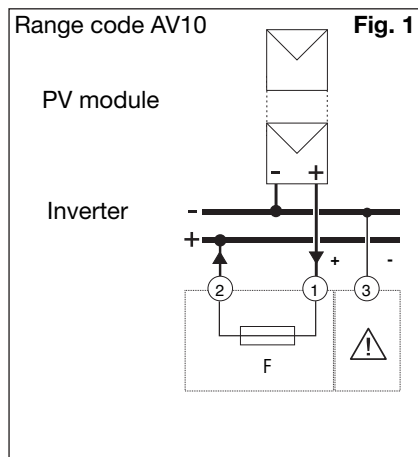 Range code AV10 Fig. 1
PV module
- +
Inverter -
+
+ -
2 1 3
F